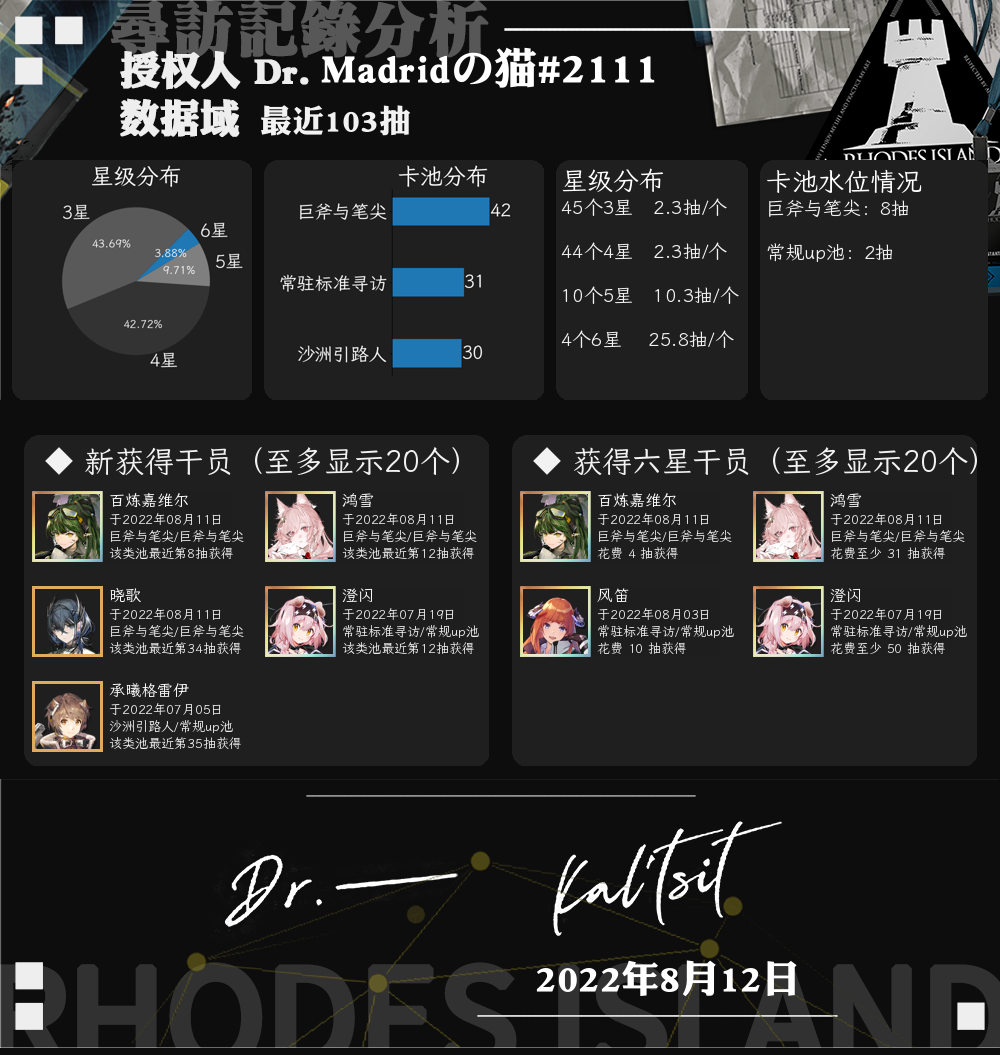 尋訪記錄分析
授权人 Dr. Madridの猫#2111
数据域 最近103抽
RHODES ISLAND
星级分布
3星
6星
5星
4星
43.69%
3.88%
9.71%
42.72%
卡池分布
巨斧与笔尖 42
常驻标准寻访 31
沙洲引路人 30
星级分布
45个3星 2.3抽/个
44个4星 2.3抽/个
10个5星 10.3抽/个
4个6星 25.8抽/个
卡池水位情况
巨斧与笔尖: 8抽
常规up池: 2抽
◆ 新获得干员（至多显示20个）
百炼嘉维尔
于2022年08月11日
巨斧与笔尖/巨斧与笔尖
该类池最近第8抽获得
鸿雪
于2022年08月11日
巨斧与笔尖/巨斧与笔尖
该类池最近第12抽获得
晓歌
于2022年08月11日
巨斧与笔尖/巨斧与笔尖
该类池最近第34抽获得
澄闪
于2022年07月19日
常驻标准寻访/常规up池
该类池最近第12抽获得
承曦格雷伊
于2022年07月05日
沙洲引路人/常规up池
该类池最近第35抽获得
◆ 获得六星干员（至多显示20个）
百炼嘉维尔
于2022年08月11日
巨斧与笔尖/巨斧与笔尖
花费 4 抽获得
鸿雪
于2022年08月11日
巨斧与笔尖/巨斧与笔尖
花费至少 31 抽获得
风笛
于2022年08月03日
常驻标准寻访/常规up池
花费 10 抽获得
澄闪
于2022年07月19日
常驻标准寻访/常规up池
花费至少 50 抽获得
Dr. —
Kal'tsit
2022年8月12日
RHODES ISLAND